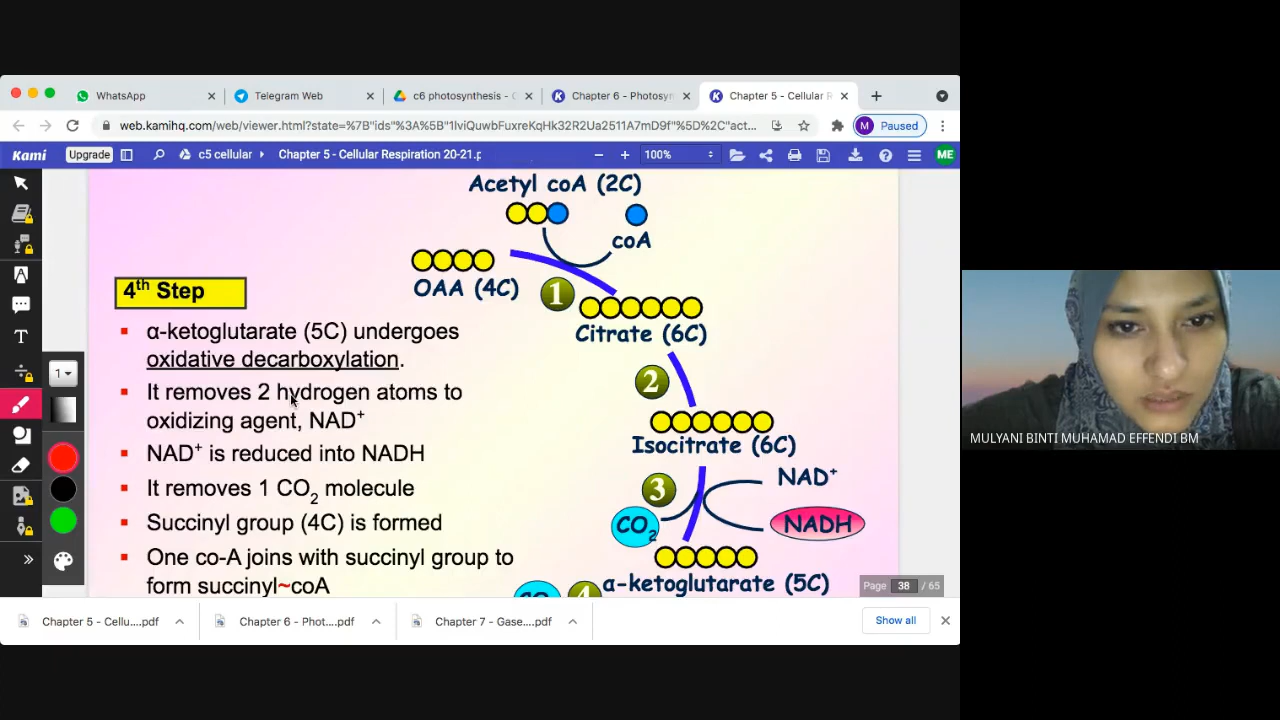 WhatsApp
Telegram Web
c6 photosynthesis -
Chapter 6 - Photosyn
Chapter 5 - Cellular R
web.kamihq.com/web/viewer.html?state=%7B"ids"%3A%5B"1lviQuwbFuxreKqHk32R2Ua2511A7mD9f"%5D%2C"act...
M Paused
Kami Upgrade c5 cellular Chapter 5 - Cellular Respiration 20-21.p 100% ME
Acetyl coA (2C)
coA
OAA (4C)
1
Citrate (6C)
4th Step
▪ α-ketoglutarate (5C) undergoes
oxidative decarboxylation.
▪ It removes 2 hydrogen atoms to
oxidizing agent, NAD+
▪ NAD+ is reduced into NADH
▪ It removes 1 CO2 molecule
▪ Succinyl group (4C) is formed
▪ One co-A joins with succinyl group to
form succinyl~coA
2
Isocitrate (6C)
3
NAD+
CO2
NADH
α-ketoglutarate (5C)
4
1
T
Page 38 / 65
Chapter 5 - Cellu....pdf
Chapter 6 - Phot....pdf
Chapter 7 - Gase....pdf
Show all
MULYANI BINTI MUHAMAD EFFENDI BM